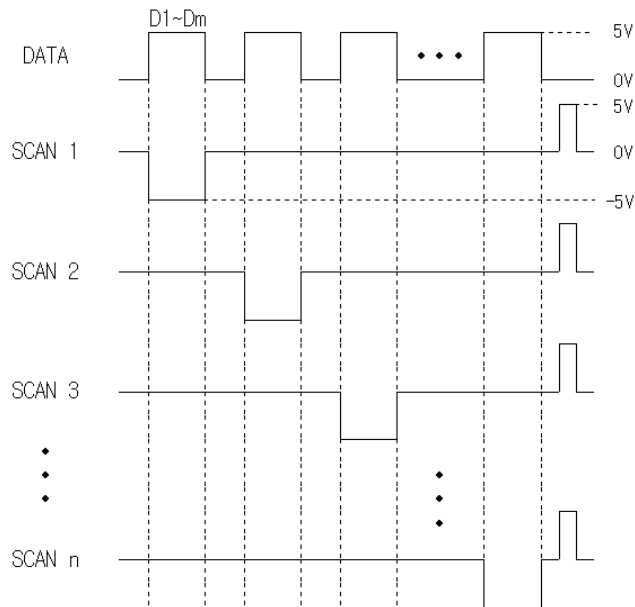 D1~Dm
DATA
5V
0V
5V
SCAN 1
0V
-5V
SCAN 2
SCAN 3
SCAN n